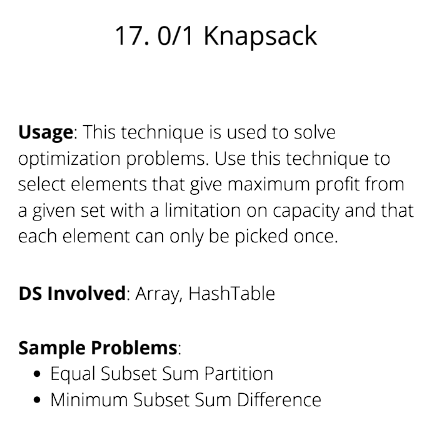 17. 0/1 Knapsack
Usage: This technique is used to solve
optimization problems. Use this technique to
select elements that give maximum profit from
a given set with a limitation on capacity and that
each element can only be picked once.
DS Involved: Array, HashTable
Sample Problems:
• Equal Subset Sum Partition
• Minimum Subset Sum Difference